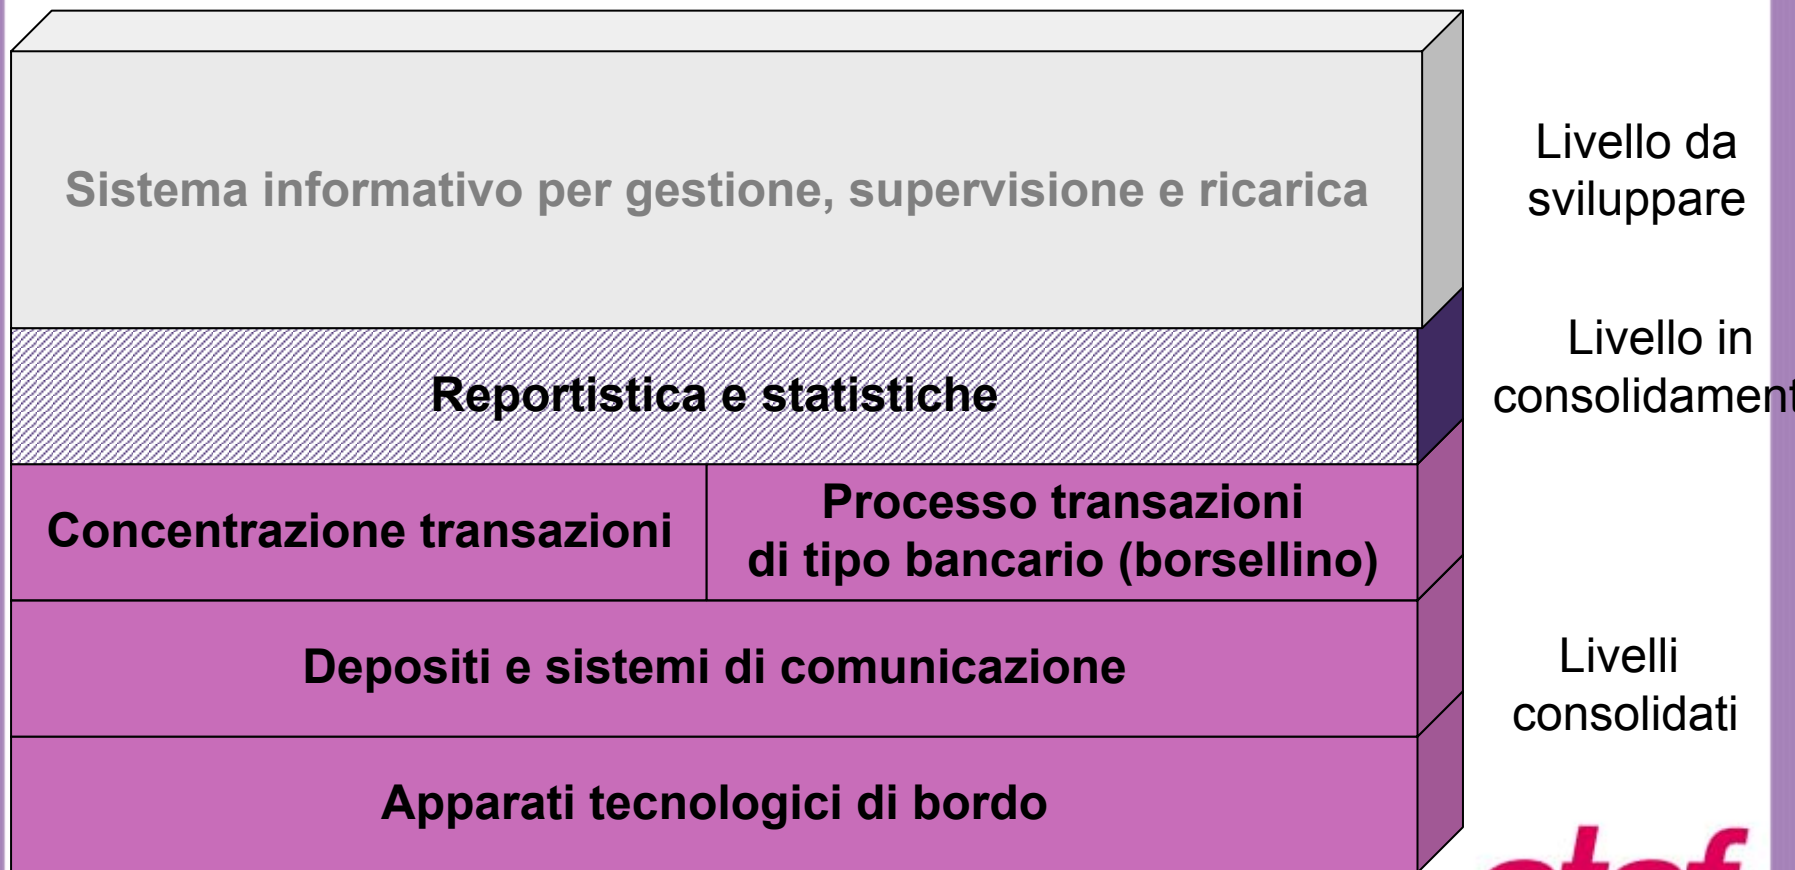 Sistema informativo per gestione, supervisione e ricarica
Livello da
sviluppare
Reportistica e statistiche
Livello in
consolidament
Concentrazione transazioni
Processo transazioni
di tipo bancario (borsellino)
Depositi e sistemi di comunicazione
Livelli
consolidati
Apparati tecnologici di bordo